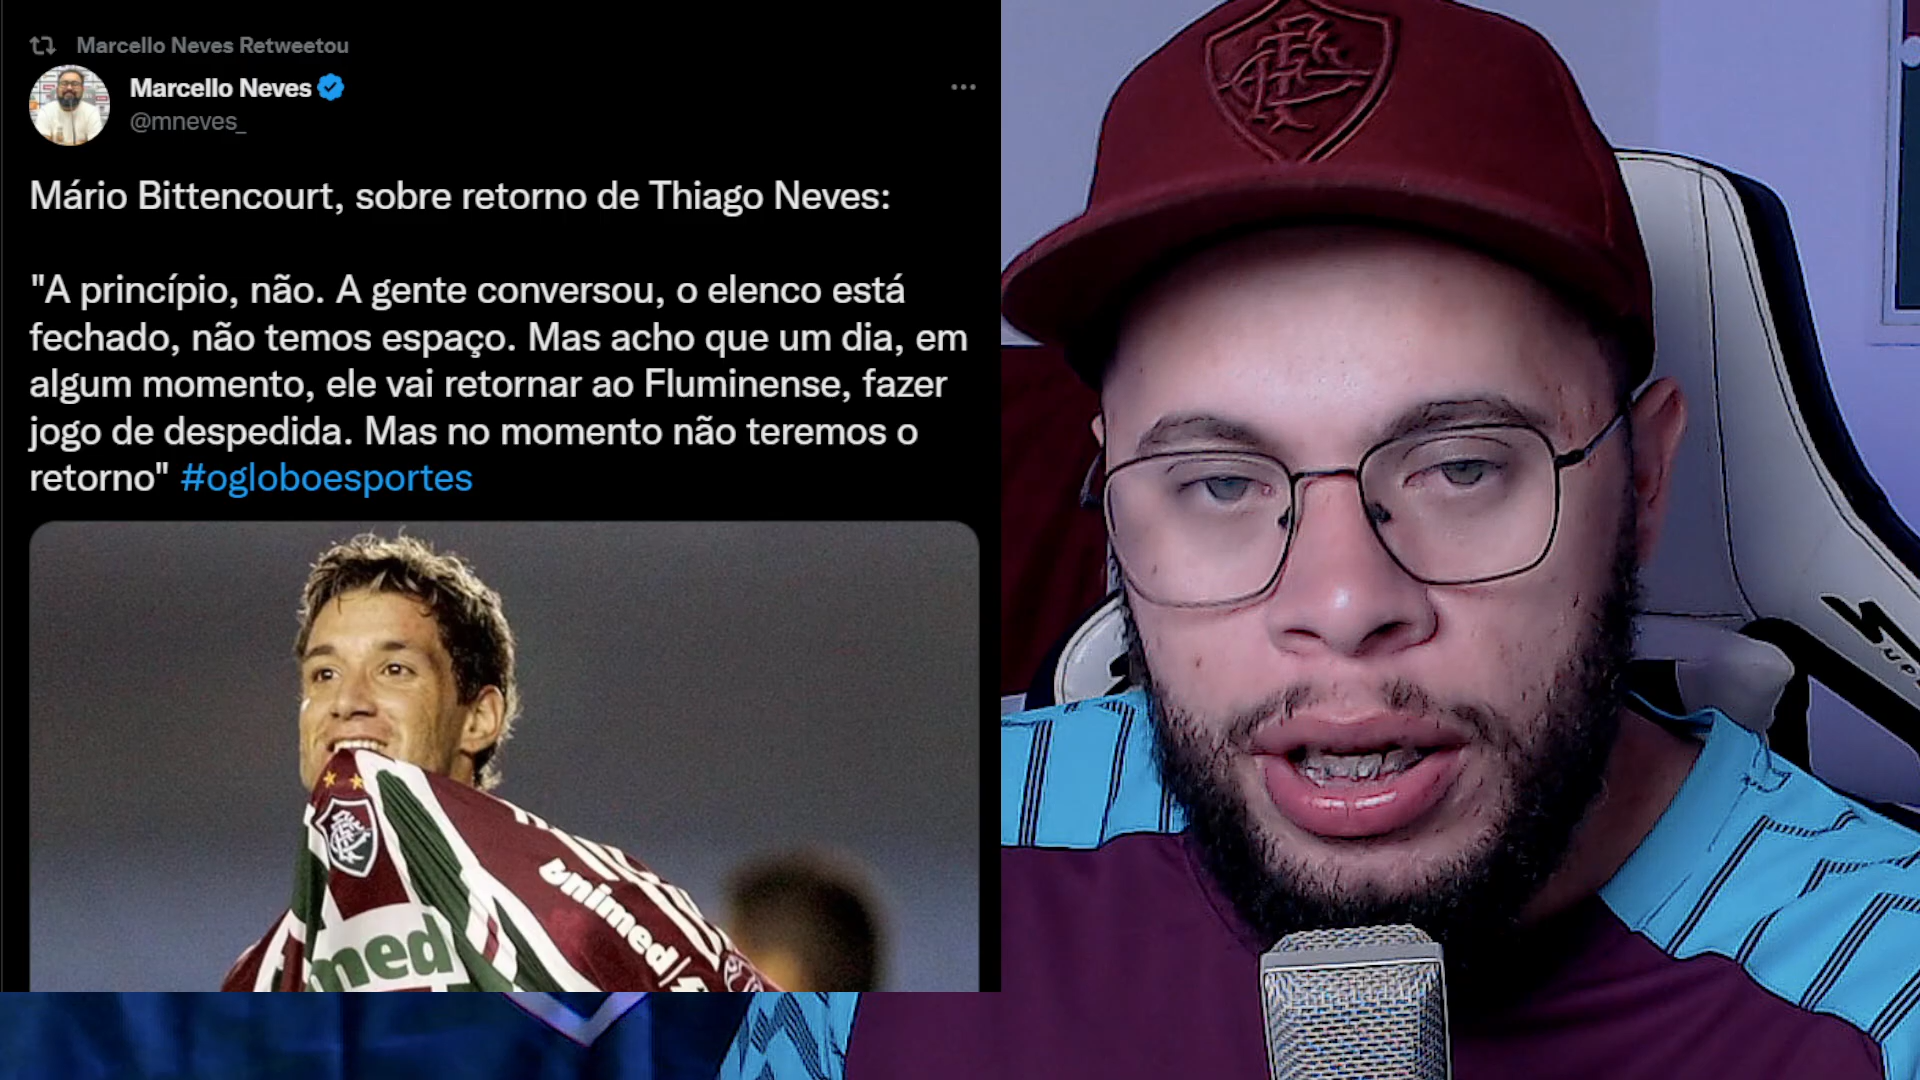 Marcello Neves Retweetou
Marcello Neves
@mneves_
Mário Bittencourt, sobre retorno de Thiago Neves:
"A princípio, não. A gente conversou, o elenco está
fechado, não temos espaço. Mas acho que um dia, em
algum momento, ele vai retornar ao Fluminense, fazer
jogo de despedida. Mas no momento não teremos o
retorno" #ogloboesportes
unimed
med